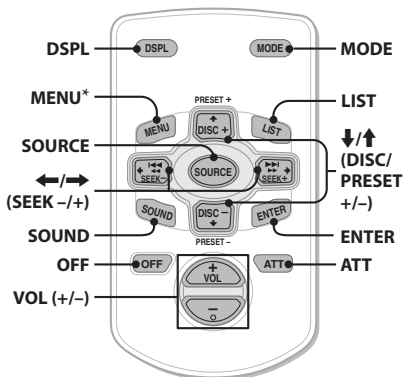 DSPL
DSPL
MODE
MODE
MENU*
MENU
PRESET +
DISC +
LIST
LIST
SOURCE
SOURCE
←/→
(SEEK –/+)
SEEK–
SEEK+
↓/↑
(DISC/
PRESET
+/–)
SOUND
SOUND
DISC –
PRESET –
ENTER
ENTER
OFF
OFF
ATT
ATT
VOL (+/–)
+
VOL
–